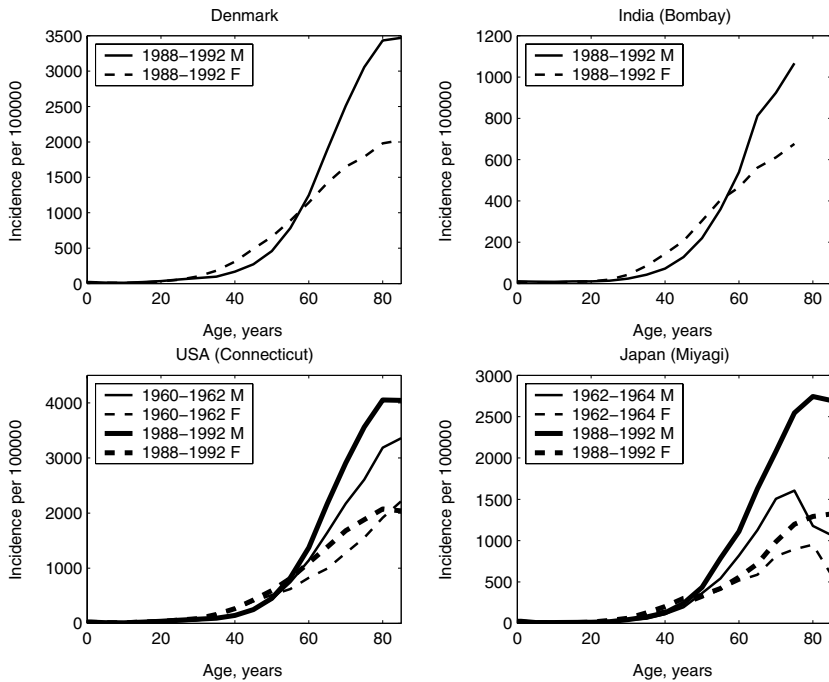 Denmark
3500
3000
2500
2000
1500
1000
500
0
0 20 40 60 80
Incidence per 100000
Age, years
1988−1992 M
1988−1992 F
India (Bombay)
1200
1000
800
600
400
200
0
0 20 40 60 80
Incidence per 100000
Age, years
1988−1992 M
1988−1992 F
USA (Connecticut)
4000
3000
2000
1000
0
0 20 40 60 80
Incidence per 100000
Age, years
1960−1962 M
1960−1962 F
1988−1992 M
1988−1992 F
Japan (Miyagi)
3000
2500
2000
1500
1000
500
0
0 20 40 60 80
Incidence per 100000
Age, years
1962−1964 M
1962−1964 F
1988−1992 M
1988−1992 F